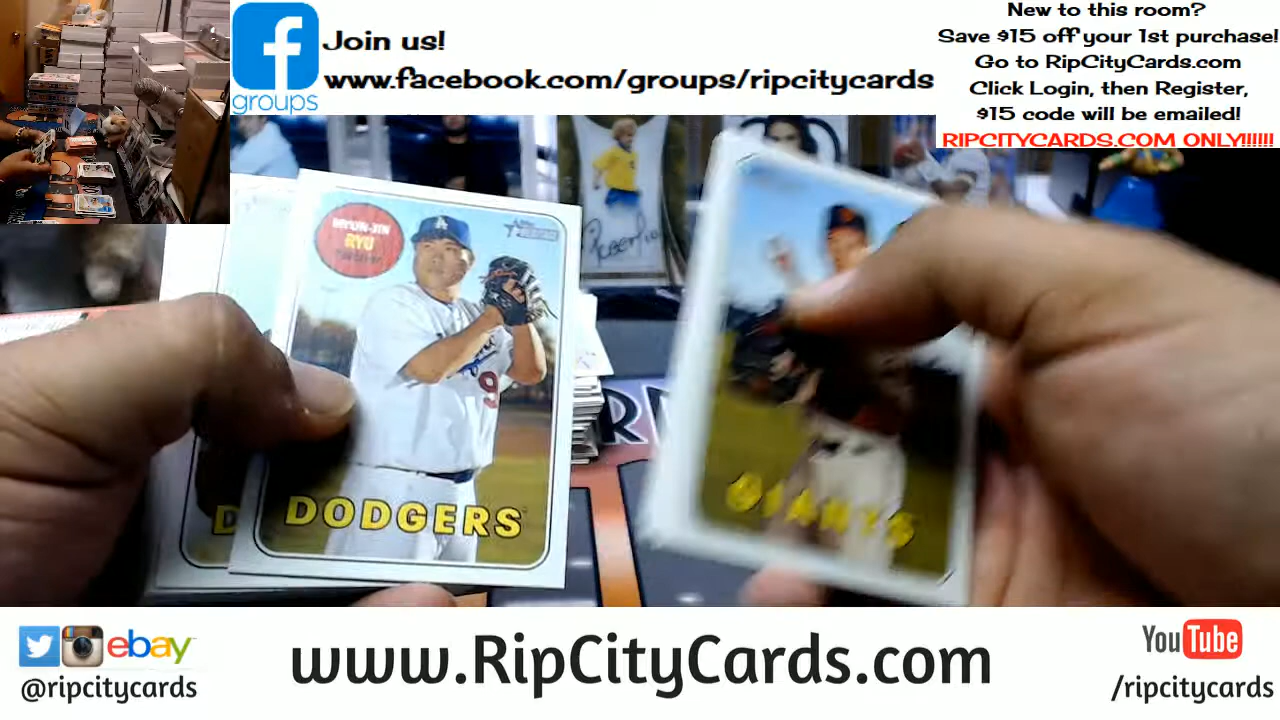 Join us!
www.facebook.com/groups/ripcitycards
groups
New to this room?
Save $15 off your 1st purchase!
Go to RipCityCards.com
Click Login, then Register,
$15 code will be emailed!
RIPCITYCARDS.COM ONLY!!!!!!
HYUN-JIN
RYU
DODGERS
D
GIANTS
ebay
@ripcitycards
www.RipCityCards.com
YouTube
/ripcitycards